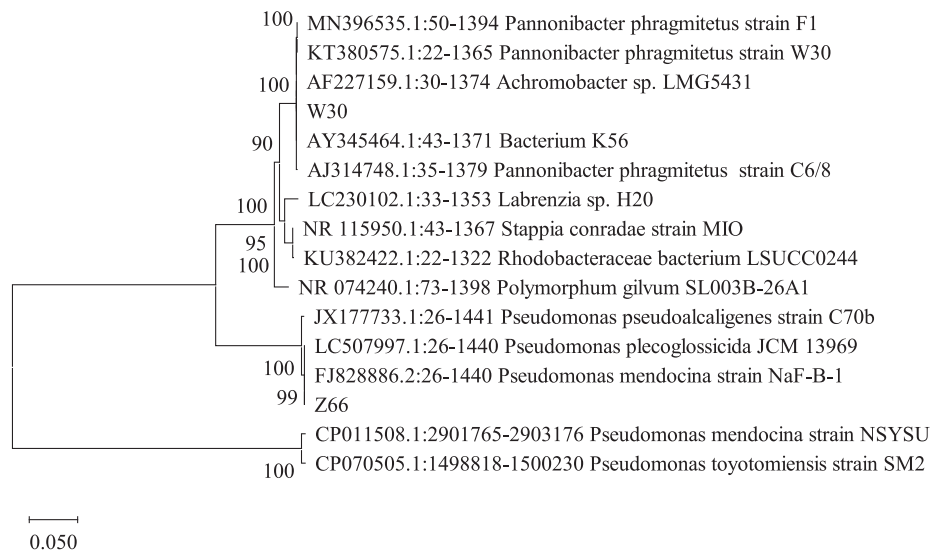 100
MN396535.1:50-1394 Pannonibacter phragmitetus strain F1
KT380575.1:22-1365 Pannonibacter phragmitetus strain W30
100
AF227159.1:30-1374 Achromobacter sp. LMG5431
W30
90
AY345464.1:43-1371 Bacterium K56
AJ314748.1:35-1379 Pannonibacter phragmitetus strain C6/8
100
LC230102.1:33-1353 Labrenzia sp. H20
NR 115950.1:43-1367 Stappia conradae strain MIO
95
100
KU382422.1:22-1322 Rhodobacteraceae bacterium LSUCC0244
NR 074240.1:73-1398 Polymorphum gilvum SL003B-26A1
JX177733.1:26-1441 Pseudomonas pseudoalcaligenes strain C70b
LC507997.1:26-1440 Pseudomonas plecoglossicida JCM 13969
100
FJ828886.2:26-1440 Pseudomonas mendocina strain NaF-B-1
99
Z66
CP011508.1:2901765-2903176 Pseudomonas mendocina strain NSYSU
100
CP070505.1:1498818-1500230 Pseudomonas toyotomiensis strain SM2
0.050